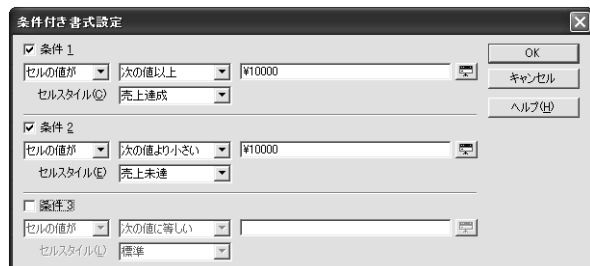 条件付き書式設定
条件 1
セルの値が 次の値以上 ¥10000
セルスタイル(C) 売上達成
条件 2
セルの値が 次の値より小さい ¥10000
セルスタイル(E) 売上未達
条件 3
セルの値が 次の値に等しい
セルスタイル(L) 標準
OK
キャンセル
ヘルプ(H)